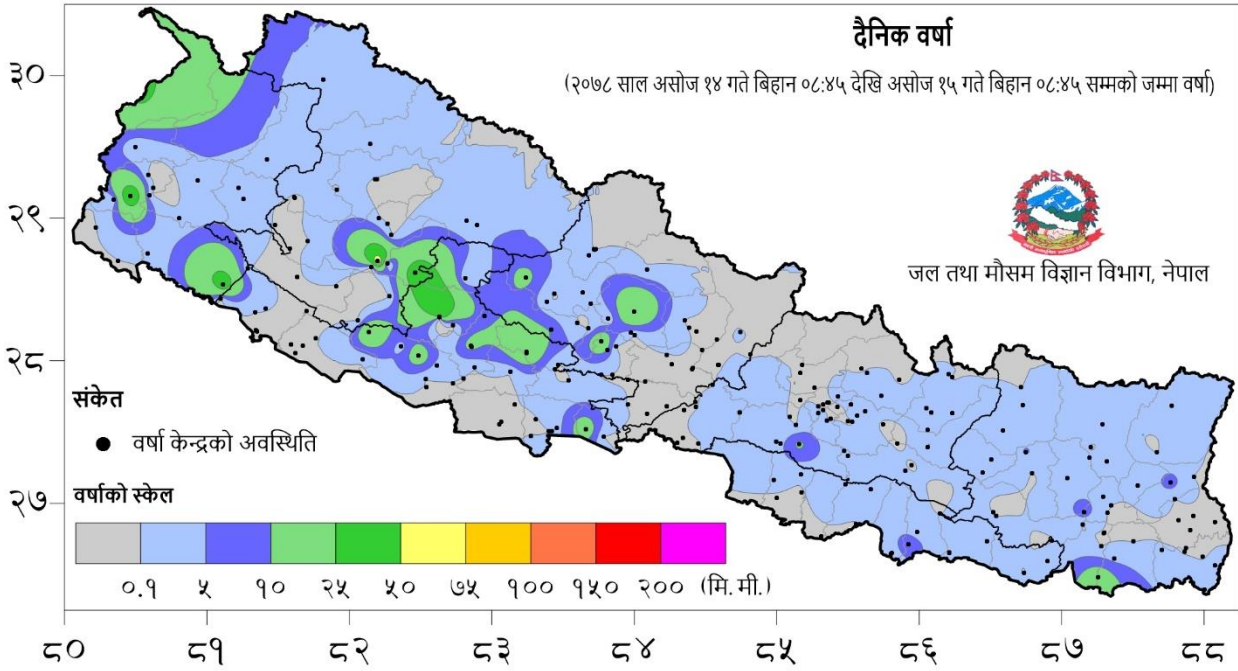 दैनिक वर्षा
(२०७८ साल असोज १४ गते बिहान ०८:४५ देखि असोज १५ गते बिहान ०८:४५ सम्मको जम्मा वर्षा)
३०
२९
जल तथा मौसम विज्ञान विभाग, नेपाल
२८
संकेत
वर्षा केन्द्रको अवस्थिति
२७
वर्षाको स्केल
०.१ ५ १० २५ ५० ७५ १०० १५० २०० (मि. मी.)
८० ८१ ८२ ८३ ८४ ८५ ८६ ८७ ८८